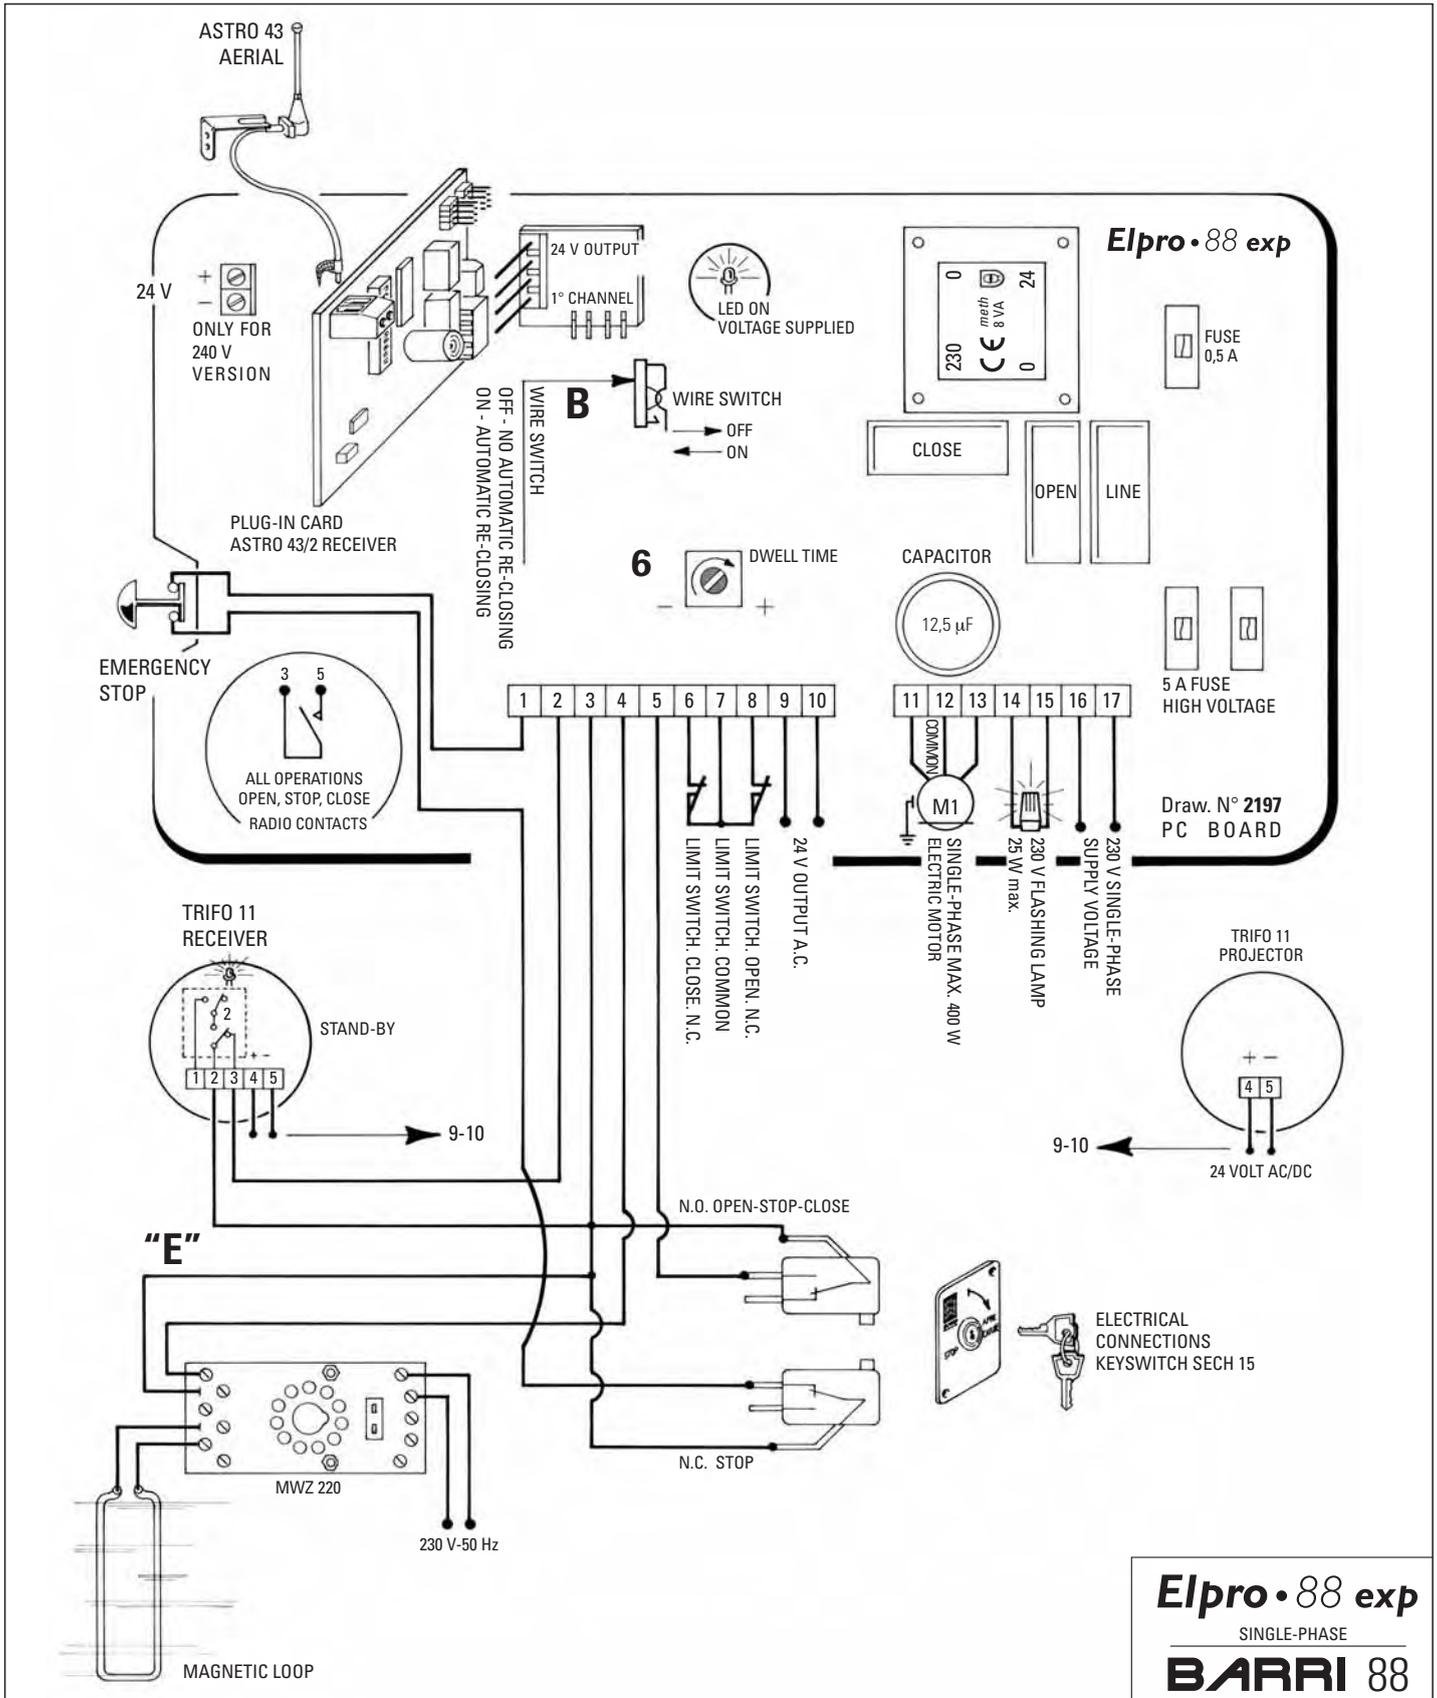 ASTRO 43
AERIAL
Elpro • 88 exp
24 V
+
−
ONLY FOR
240 V
VERSION
24 V OUTPUT
1° CHANNEL
LED ON
VOLTAGE SUPPLIED
0
24
meth
8 VA
CE
230
0
FUSE
0,5 A
WIRE SWITCH
OFF - NO AUTOMATIC RE-CLOSING
ON - AUTOMATIC RE-CLOSING
B
WIRE SWITCH
OFF
ON
CLOSE
OPEN
LINE
PLUG-IN CARD
ASTRO 43/2 RECEIVER
6
DWELL TIME
−
+
CAPACITOR
12,5 µF
5 A FUSE
HIGH VOLTAGE
EMERGENCY
STOP
3
5
ALL OPERATIONS
OPEN, STOP, CLOSE
RADIO CONTACTS
1 2 3 4 5 6 7 8 9 10
11 12 13 14 15 16 17
COMMON
M1
Draw. N° 2197
PC BOARD
LIMIT SWITCH. CLOSE. N.C.
LIMIT SWITCH. COMMON
LIMIT SWITCH. OPEN. N.C.
24 V OUTPUT A.C.
SINGLE-PHASE MAX. 400 W
ELECTRIC MOTOR
230 V FLASHING LAMP
25 W max.
230 V SINGLE-PHASE
SUPPLY VOLTAGE
TRIFO 11
RECEIVER
2
STAND-BY
+ −
1 2 3 4 5
9-10
TRIFO 11
PROJECTOR
+ −
4 5
9-10
24 VOLT AC/DC
N.O. OPEN-STOP-CLOSE
"E"
STOP
ELECTRICAL
CONNECTIONS
KEYSWITCH SECH 15
N.C. STOP
MWZ 220
230 V-50 Hz
MAGNETIC LOOP
Elpro • 88 exp
SINGLE-PHASE
BARRI 88